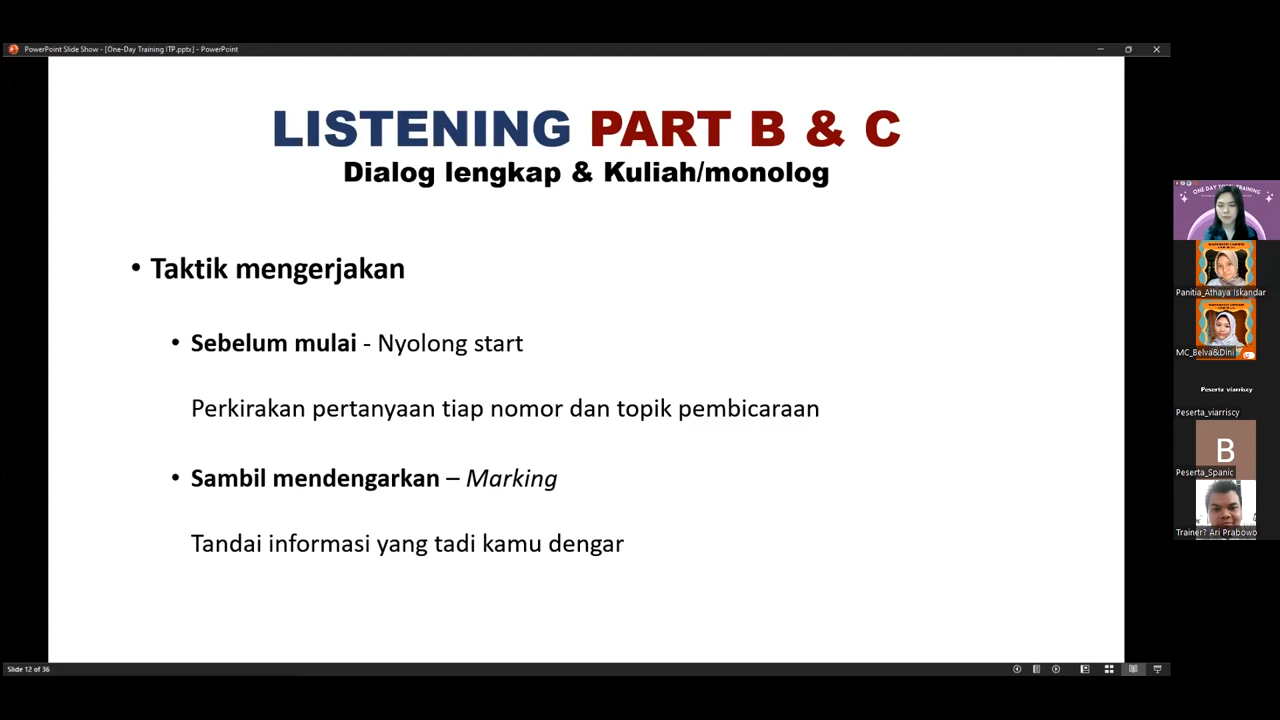 PowerPoint Slide Show - [One-Day Training ITP.pptx] - PowerPoint
LISTENING PART B & C
Dialog lengkap & Kuliah/monolog
• Taktik mengerjakan
• Sebelum mulai - Nyolong start
Perkirakan pertanyaan tiap nomor dan topik pembicaraan
• Sambil mendengarkan – Marking
Tandai informasi yang tadi kamu dengar
Slide 12 of 36
Panitia_Athaya Iskandar
MC_Belva&Dini
Peserta viarriscy
Peserta_viarriscy
B
Peserta_Spanic
Trainer? Ari Prabowo